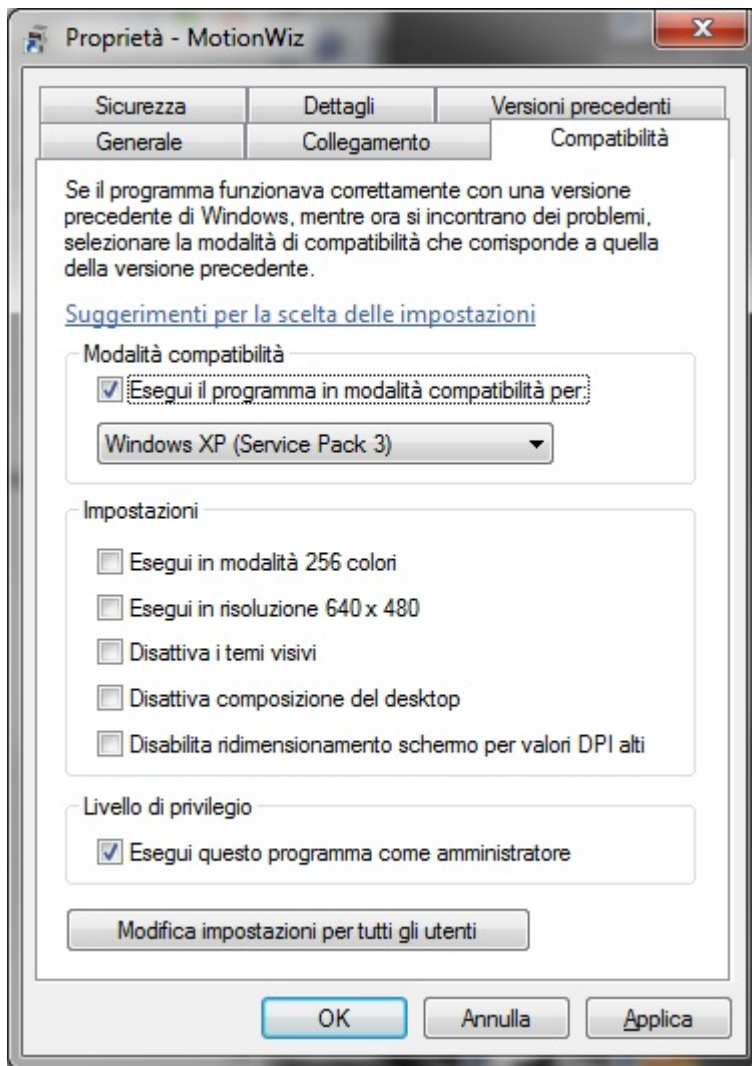 Proprietà - MotionWiz
Sicurezza Dettagli Versioni precedenti
Generale Collegamento Compatibilità
Se il programma funzionava correttamente con una versione
precedente di Windows, mentre ora si incontrano dei problemi,
selezionare la modalità di compatibilità che corrisponde a quella
della versione precedente.
Suggerimenti per la scelta delle impostazioni
Modalità compatibilità
Esegui il programma in modalità compatibilità per:
Windows XP (Service Pack 3)
Impostazioni
Esegui in modalità 256 colori
Esegui in risoluzione 640 x 480
Disattiva i temi visivi
Disattiva composizione del desktop
Disabilita ridimensionamento schermo per valori DPI alti
Livello di privilegio
Esegui questo programma come amministratore
Modifica impostazioni per tutti gli utenti
OK Annulla Applica